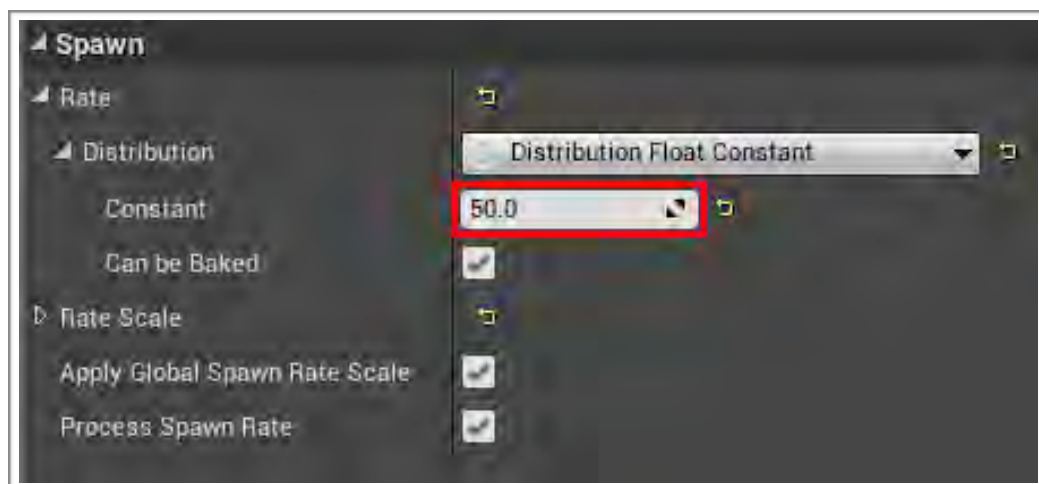 Spawn
Rate
Distribution Distribution Float Constant
Constant 50.0
Can be Baked
Rate Scale
Apply Global Spawn Rate Scale
Process Spawn Rate